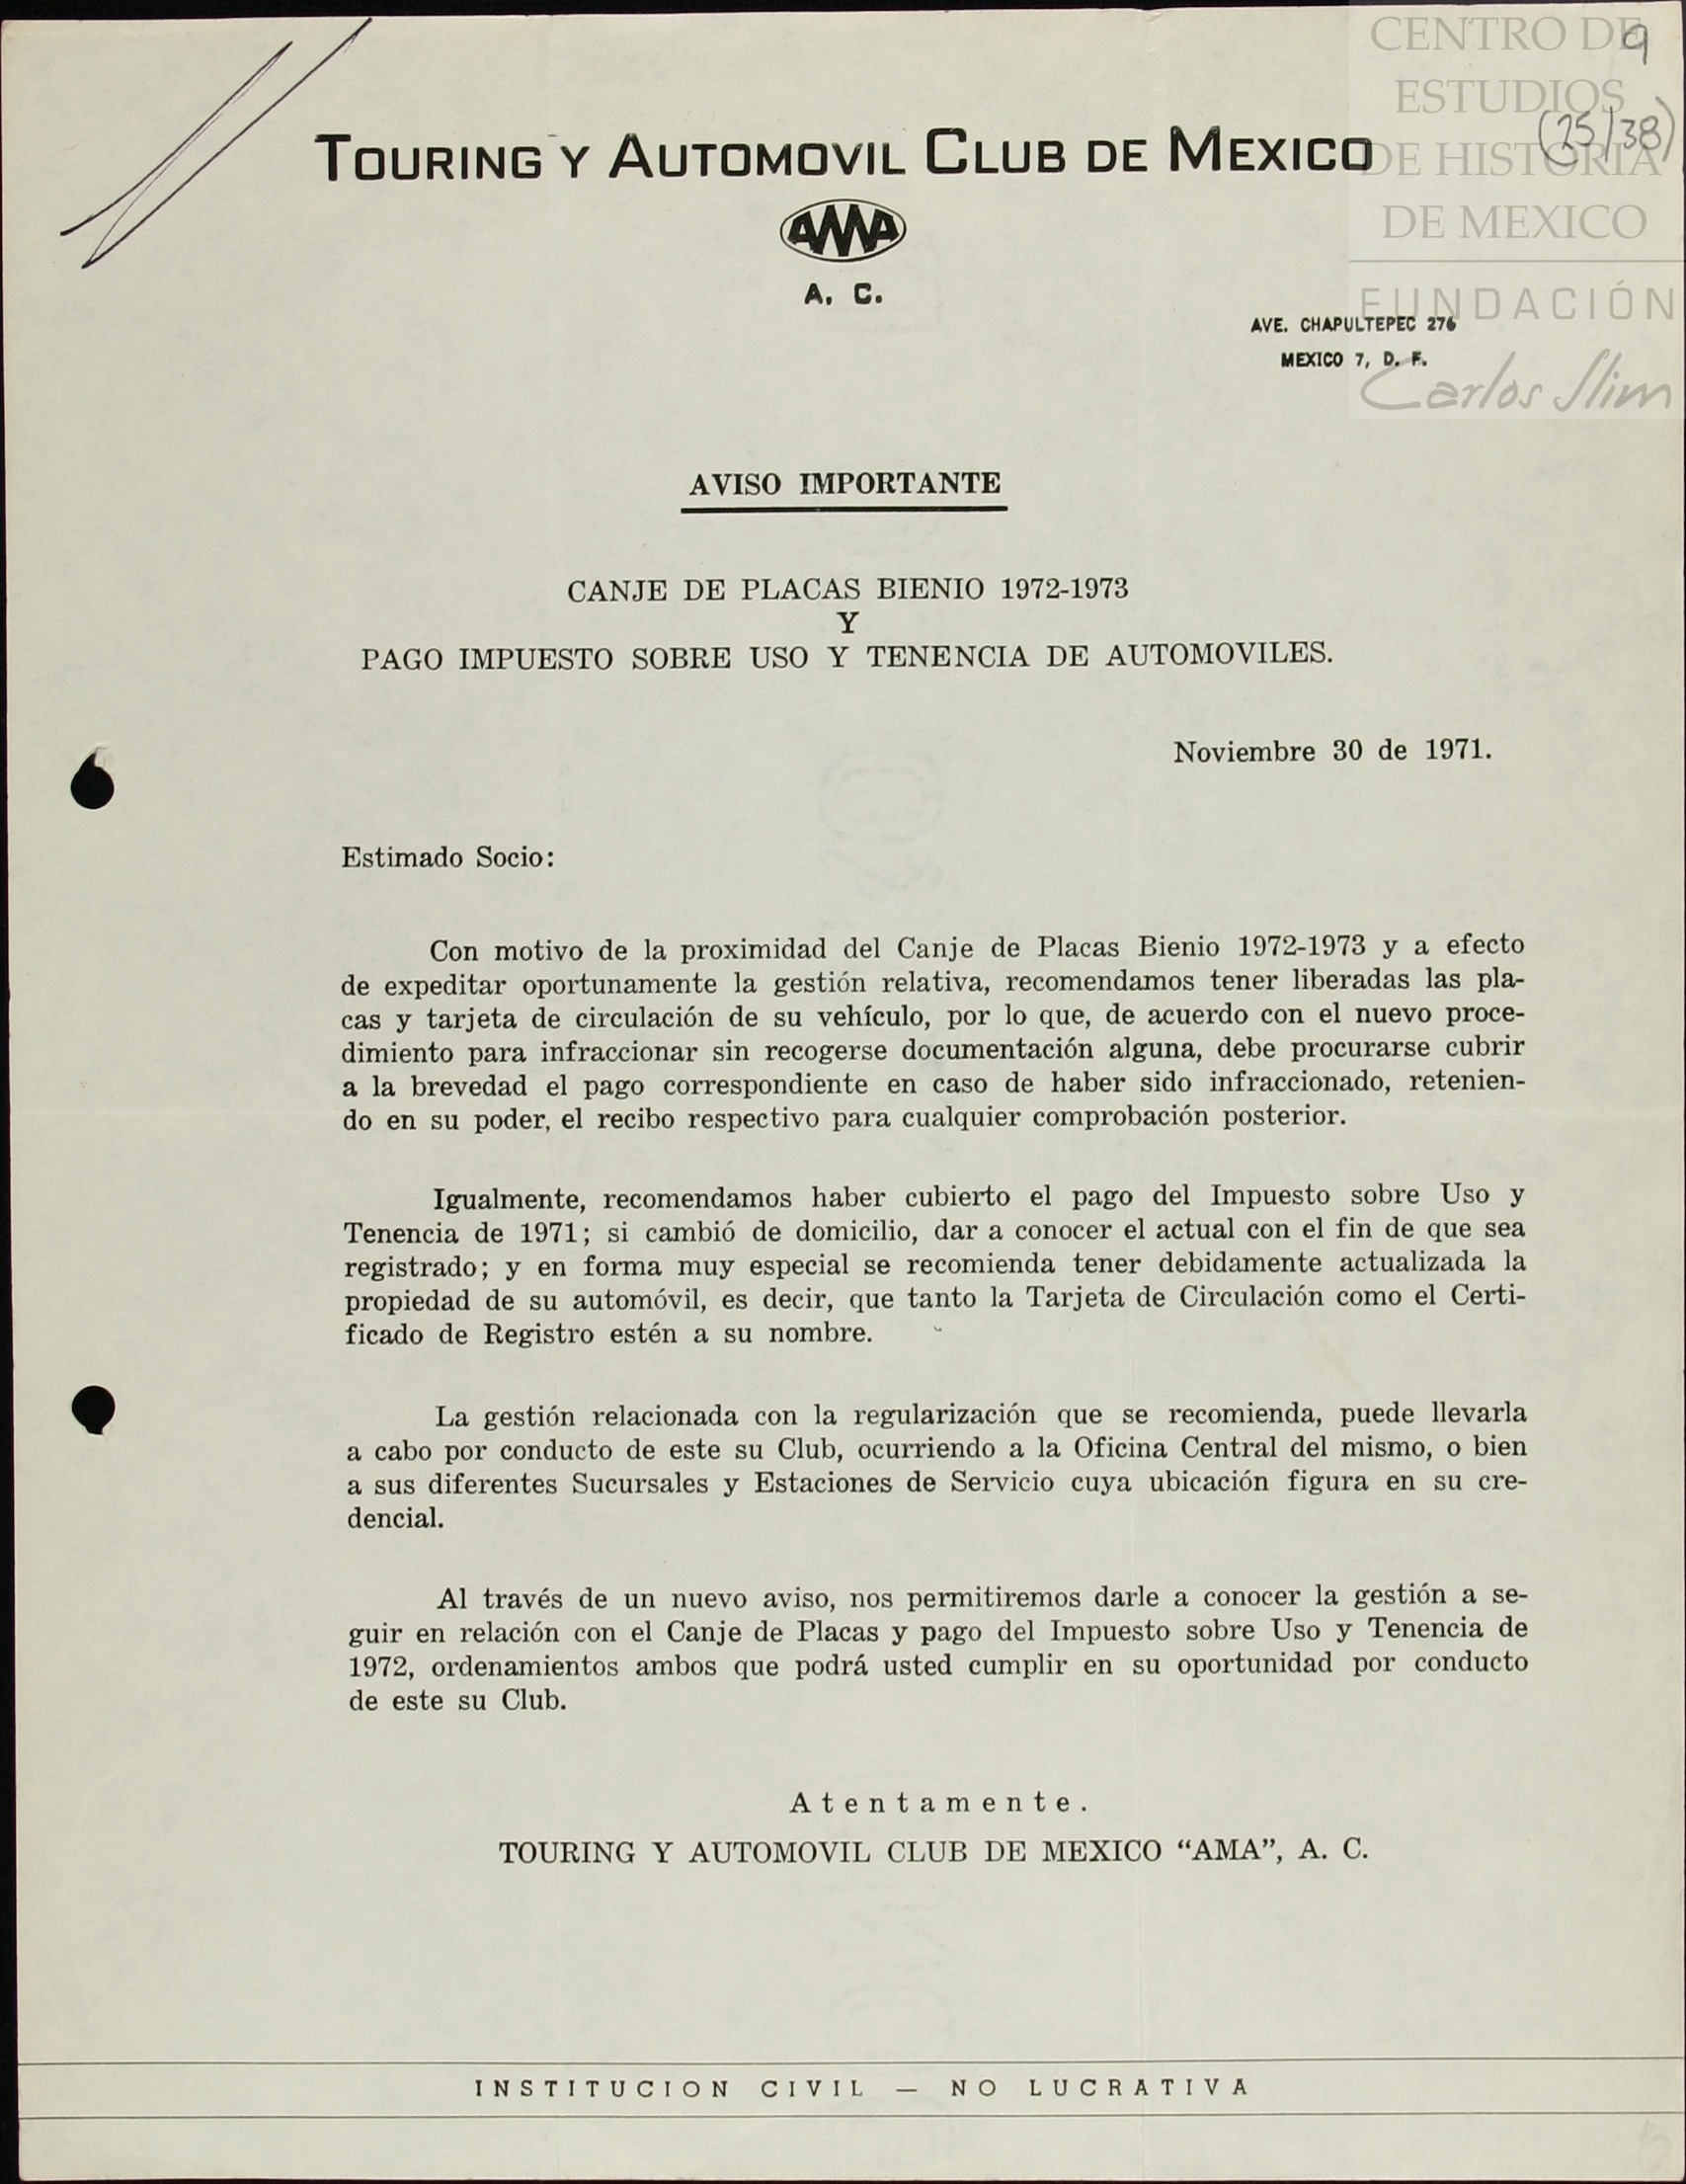 CENTRO DE
ESTUDIOS
DE HISTORIA
DE MEXICO
FUNDACIÓN
Carlos Slim
9
(25/38)
TOURING Y AUTOMOVIL CLUB DE MEXICO
AMA
A. C.
AVE. CHAPULTEPEC 276
MEXICO 7, D. F.
AVISO IMPORTANTE
CANJE DE PLACAS BIENIO 1972-1973
Y
PAGO IMPUESTO SOBRE USO Y TENENCIA DE AUTOMOVILES.
Noviembre 30 de 1971.
Estimado Socio:
Con motivo de la proximidad del Canje de Placas Bienio 1972-1973 y a efecto
de expeditar oportunamente la gestión relativa, recomendamos tener liberadas las pla-
cas y tarjeta de circulación de su vehículo, por lo que, de acuerdo con el nuevo proce-
dimiento para infraccionar sin recogerse documentación alguna, debe procurarse cubrir
a la brevedad el pago correspondiente en caso de haber sido infraccionado, retenien-
do en su poder, el recibo respectivo para cualquier comprobación posterior.
Igualmente, recomendamos haber cubierto el pago del Impuesto sobre Uso y
Tenencia de 1971; si cambió de domicilio, dar a conocer el actual con el fin de que sea
registrado; y en forma muy especial se recomienda tener debidamente actualizada la
propiedad de su automóvil, es decir, que tanto la Tarjeta de Circulación como el Certi-
ficado de Registro estén a su nombre.
La gestión relacionada con la regularización que se recomienda, puede llevarla
a cabo por conducto de este su Club, ocurriendo a la Oficina Central del mismo, o bien
a sus diferentes Sucursales y Estaciones de Servicio cuya ubicación figura en su cre-
dencial.
Al través de un nuevo aviso, nos permitiremos darle a conocer la gestión a se-
guir en relación con el Canje de Placas y pago del Impuesto sobre Uso y Tenencia de
1972, ordenamientos ambos que podrá usted cumplir en su oportunidad por conducto
de este su Club.
Atentamente.
TOURING Y AUTOMOVIL CLUB DE MEXICO “AMA”, A. C.
INSTITUCION CIVIL — NO LUCRATIVA